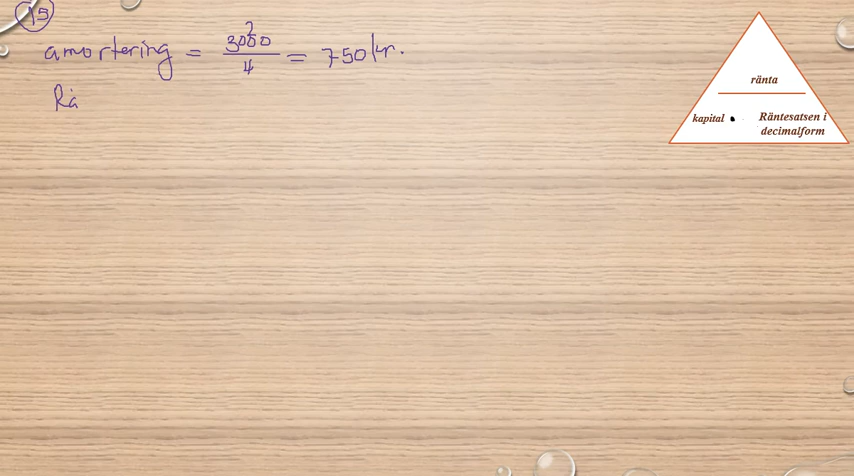 15
amortering = 3000/4 = 750 kr.
Rä
ränta
kapital • Räntesatsen i
decimalform